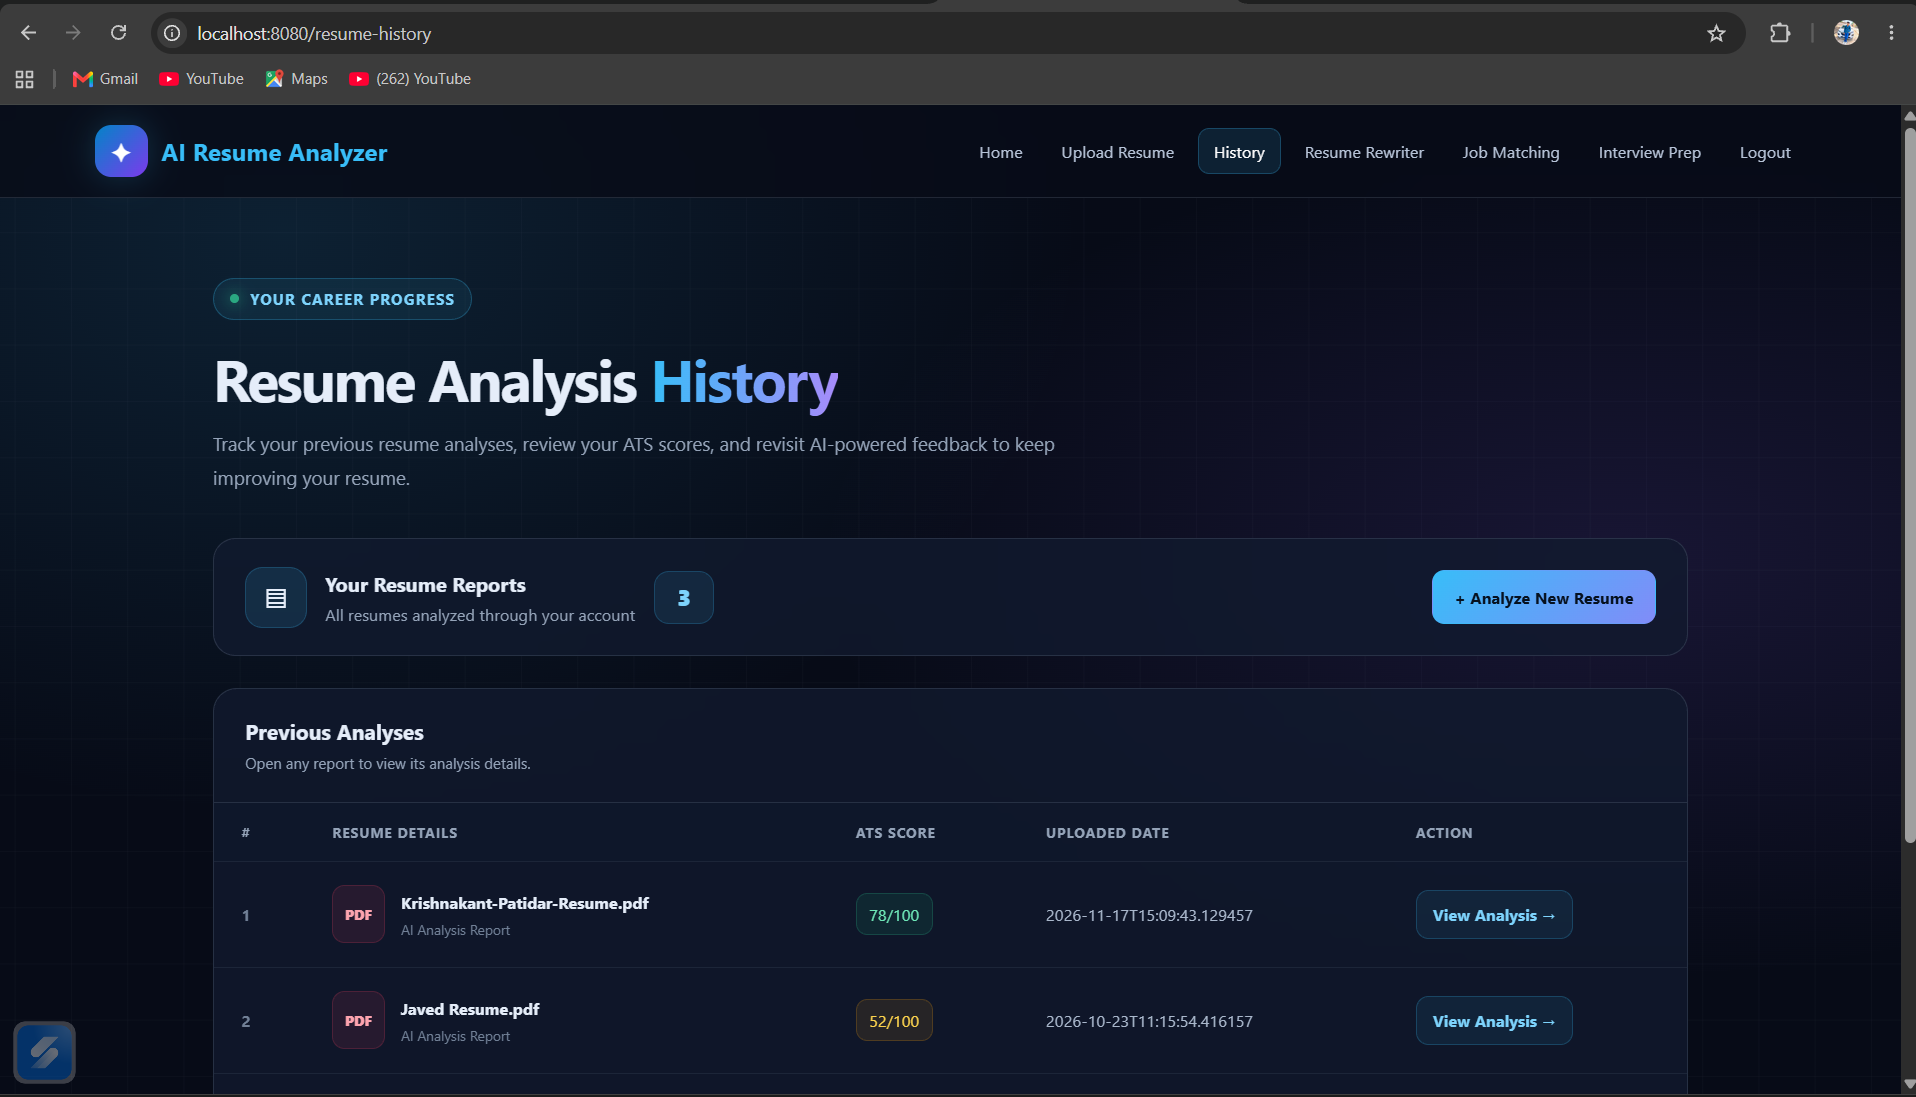 localhost:8080/resume-history
Gmail
YouTube
Maps
(262) YouTube
AI Resume Analyzer
Home
Upload Resume
History
Resume Rewriter
Job Matching
Interview Prep
Logout
YOUR CAREER PROGRESS
Resume Analysis History
Track your previous resume analyses, review your ATS scores, and revisit AI-powered feedback to keep
improving your resume.
Your Resume Reports
All resumes analyzed through your account
3
+ Analyze New Resume
Previous Analyses
Open any report to view its analysis details.
# RESUME DETAILS ATS SCORE UPLOADED DATE ACTION
1 PDF Krishnakant-Patidar-Resume.pdf 78/100 2026-11-17T15:09:43.129457 View Analysis →
AI Analysis Report
2 PDF Javed Resume.pdf 52/100 2026-10-23T11:15:54.416157 View Analysis →
AI Analysis Report